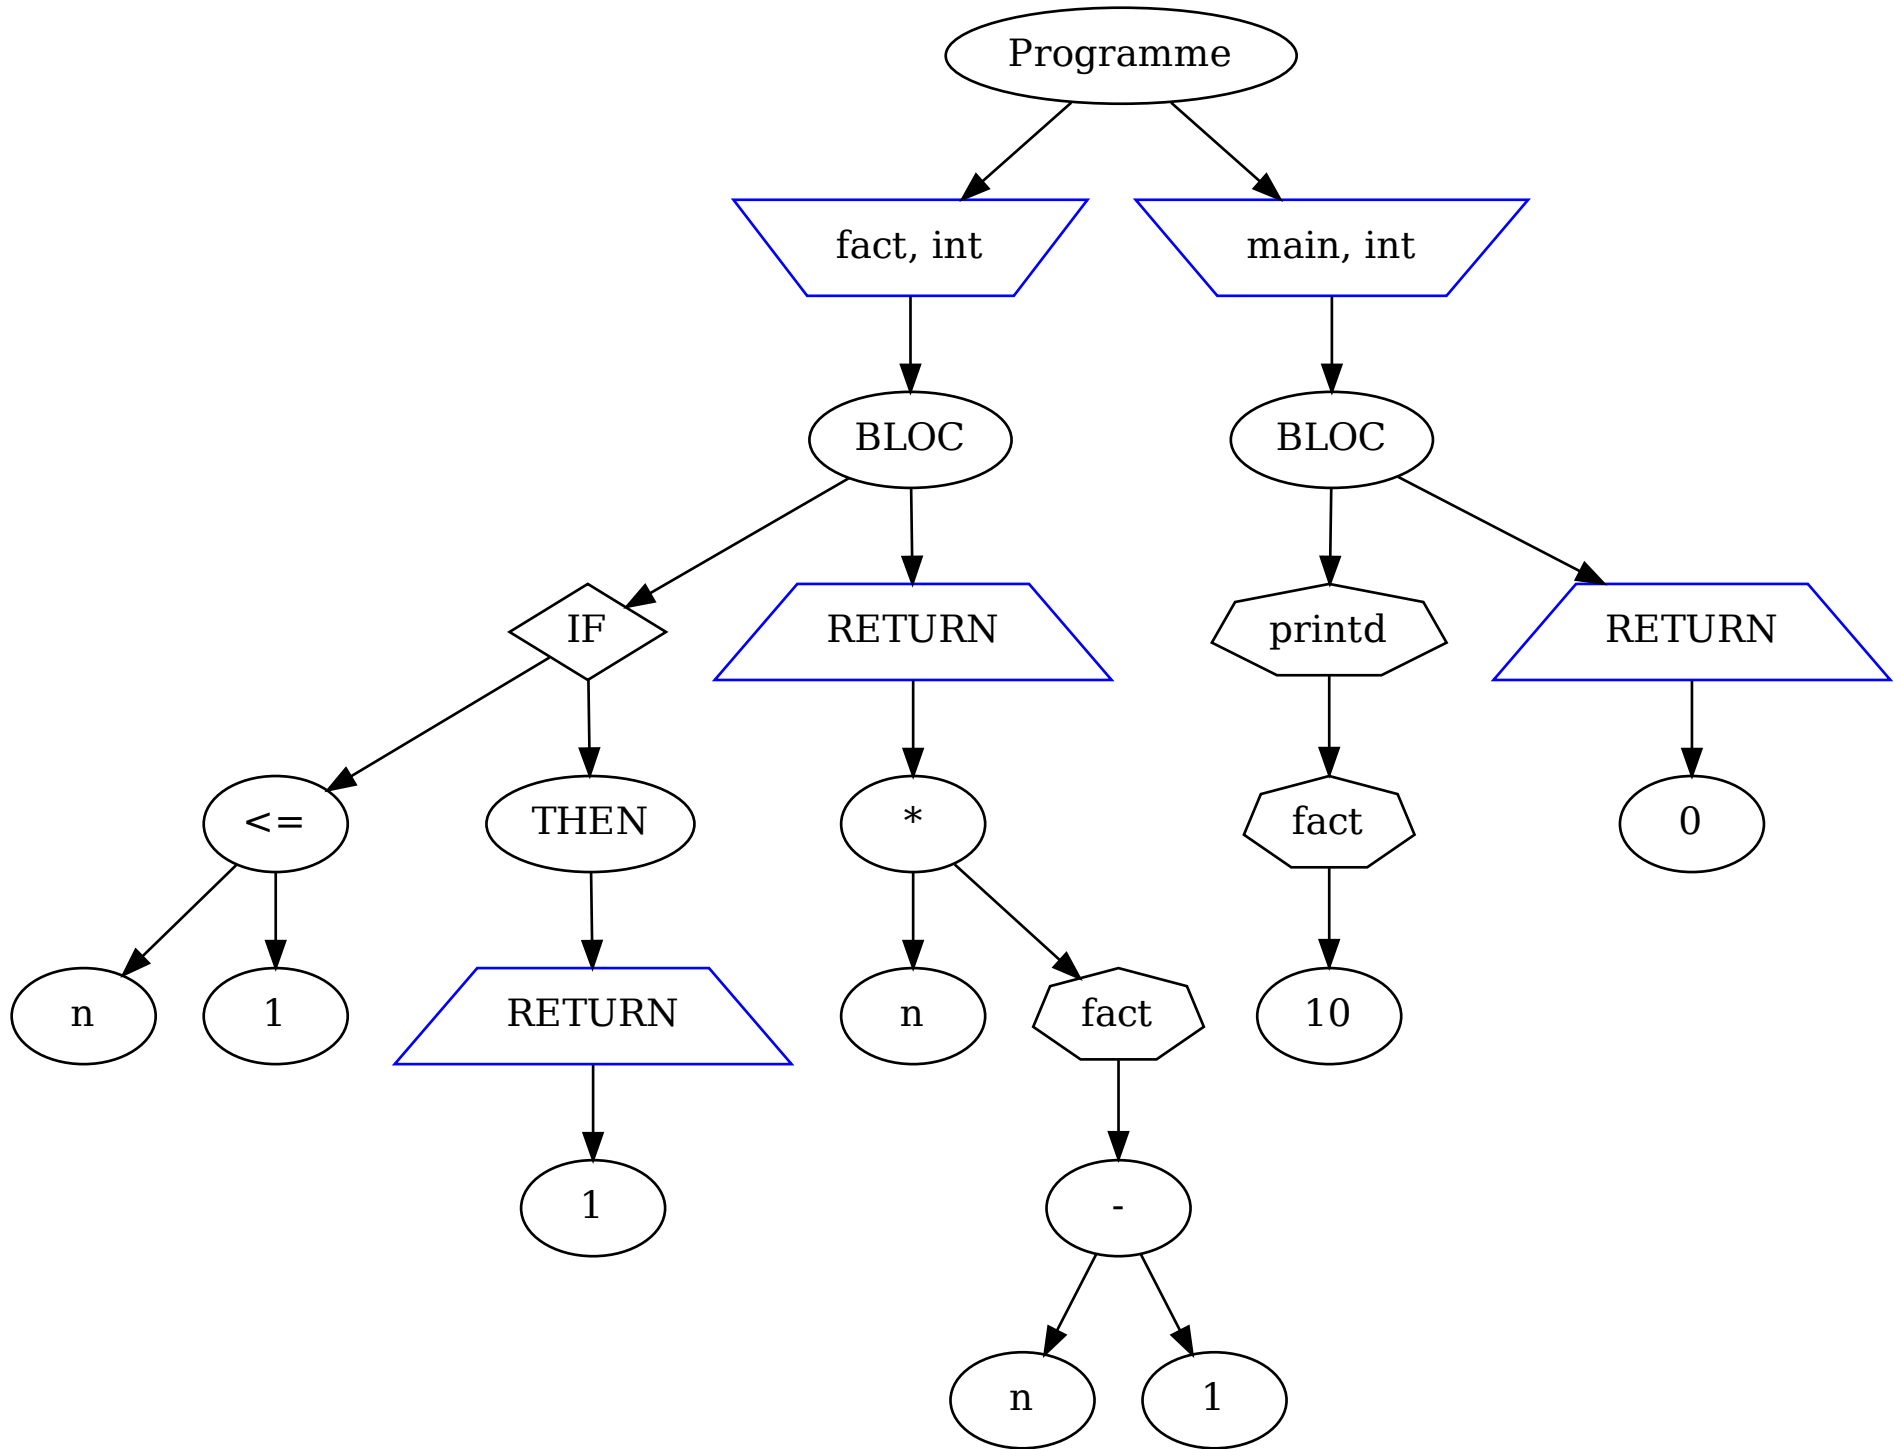 Programme
fact, int
main, int
BLOC
BLOC
IF
RETURN
printd
RETURN
<=
THEN
*
fact
0
n
1
RETURN
n
fact
10
1
-
n
1